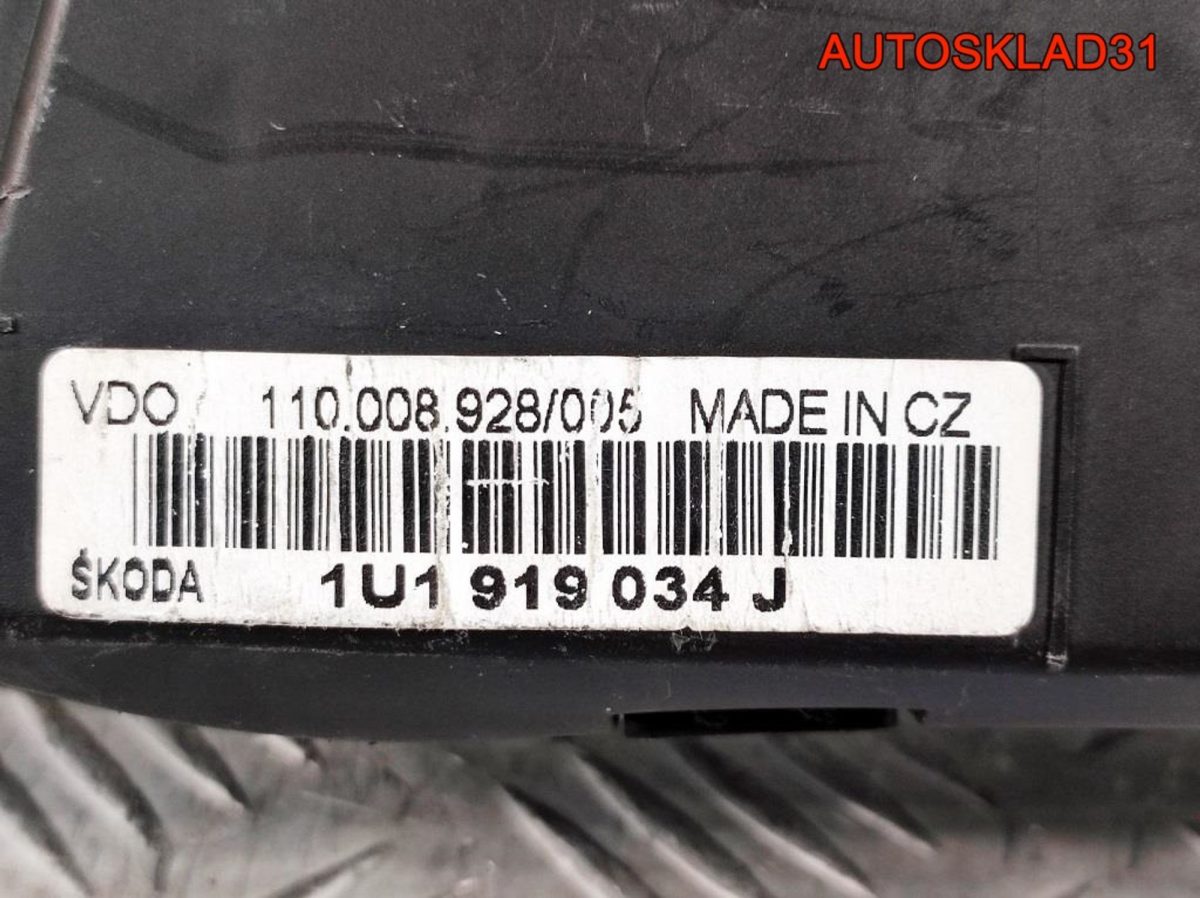 AUTOSKLAD31
VDO 110.008.928/005 MADE IN CZ
ŠKODA 1U1 919 034 J